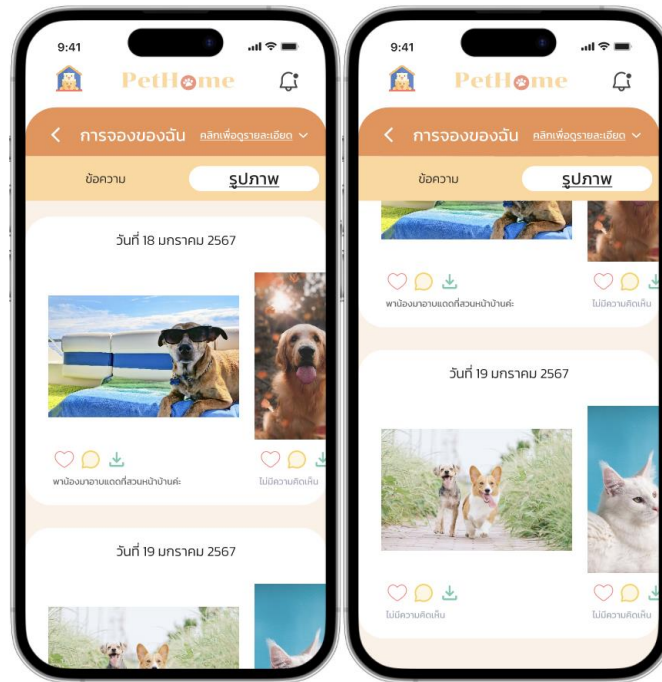 9:41
PetHome
การจองของฉัน คลิกเพื่อดูรายละเอียด
ข้อความ รูปภาพ
วันที่ 18 มกราคม 2567
พาน้องมาอาบแดดที่สวนหน้าบ้านค่ะ ไม่มีความคิดเห็น
วันที่ 19 มกราคม 2567
9:41
PetHome
การจองของฉัน คลิกเพื่อดูรายละเอียด
ข้อความ รูปภาพ
พาน้องมาอาบแดดที่สวนหน้าบ้านค่ะ ไม่มีความคิดเห็น
วันที่ 19 มกราคม 2567
ไม่มีความคิดเห็น ไม่มีความคิดเห็น